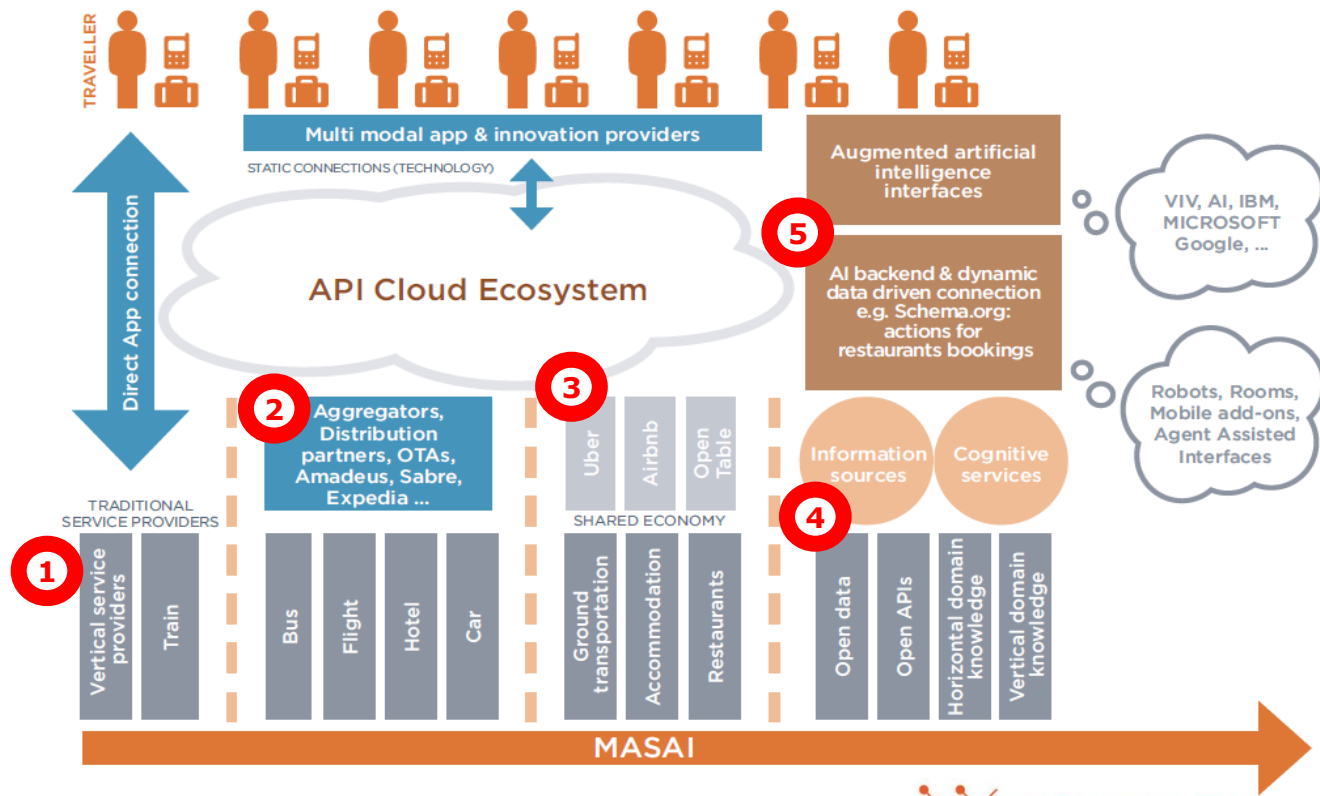 TRAVELLER
Multi modal app & innovation providers
STATIC CONNECTIONS (TECHNOLOGY)
Direct App connection
API Cloud Ecosystem
Augmented artificial
intelligence
interfaces
VIV, AI, IBM,
MICROSOFT
Google, ...
5
AI backend & dynamic
data driven connection
e.g. Schema.org:
actions for
restaurants bookings
Robots, Rooms,
Mobile add-ons,
Agent Assisted
Interfaces
2
Aggregators,
Distribution
partners, OTAs,
Amadeus, Sabre,
Expedia ...
3
Uber
Airbnb
Open
Table
SHARED ECONOMY
Information
sources
Cognitive
services
4
TRADITIONAL
SERVICE PROVIDERS
1
Vertical service
providers
Train
Bus
Flight
Hotel
Car
Ground
transportation
Accommodation
Restaurants
Open data
Open APIs
Horizontal domain
knowledge
Vertical domain
knowledge
MASAI